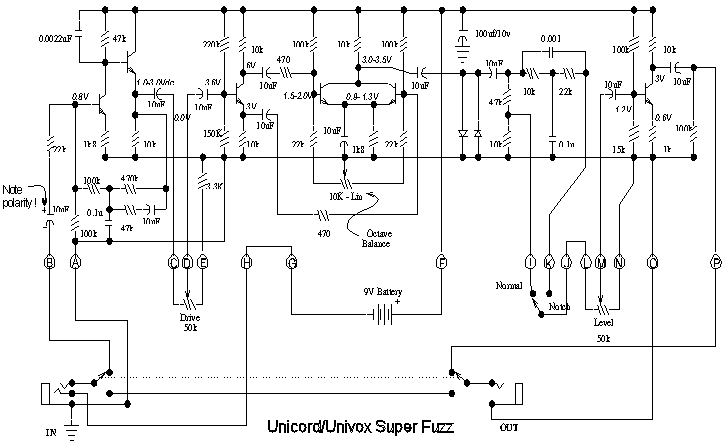 0.0022uF
47k
220k
10k
100k
10k
100k
100uf/10v
0.001
100k
10k
6V
470
3.0-3.5V
10uF
10uF
10uF
10k
22k
3V
10uF
1.0-3.0Vdc
10uF
0.0V
3.6V
10uF
1.5-2.0V
0.9-1.3V
47k
10uF
1.2V
0.8V
3V
10uF
150K
10k
10uF
22k
1k8
22k
10k
0.1u
15k
0.6V
1k
100k
22k
1k8
10k
Note
polarity !
10uF
100k
470k
0.1u
47k
10uF
100k
3.3K
10K - Lin
470
Octave
Balance
B
A
C
D
E
H
G
F
I
K
J
L
M
N
O
P
Drive
50k
9V Battery
+
Normal
Notch
Level
50k
IN
Unicord/Univox Super Fuzz
OUT